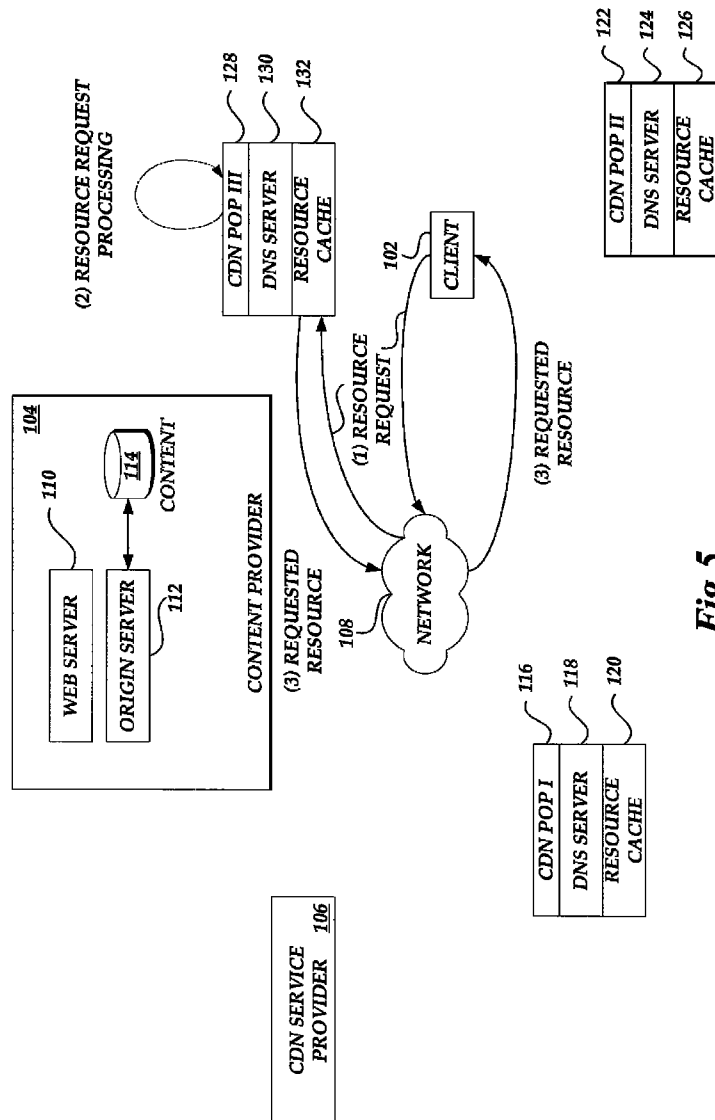 104
WEB SERVER
110
ORIGIN SERVER
112
114
CONTENT
CONTENT PROVIDER
CDN SERVICE
PROVIDER
106
(2) RESOURCE REQUEST
PROCESSING
CDN POP III
128
DNS SERVER
130
RESOURCE
CACHE
132
(3) REQUESTED
RESOURCE
(1) RESOURCE
REQUEST
108
NETWORK
102
CLIENT
(3) REQUESTED
RESOURCE
CDN POP I
116
DNS SERVER
118
RESOURCE
CACHE
120
CDN POP II
122
DNS SERVER
124
RESOURCE
CACHE
126
Fig.5.